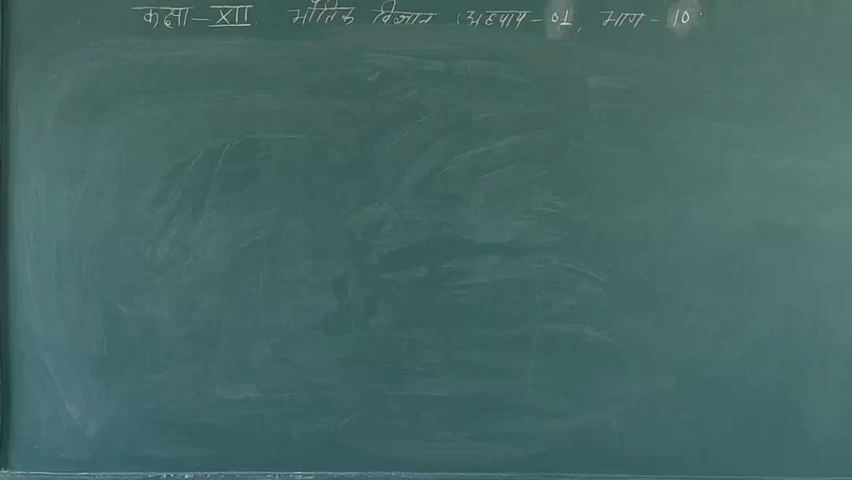 कक्षा - XII भौतिक विज्ञान अध्याय - 01, भाग - 10